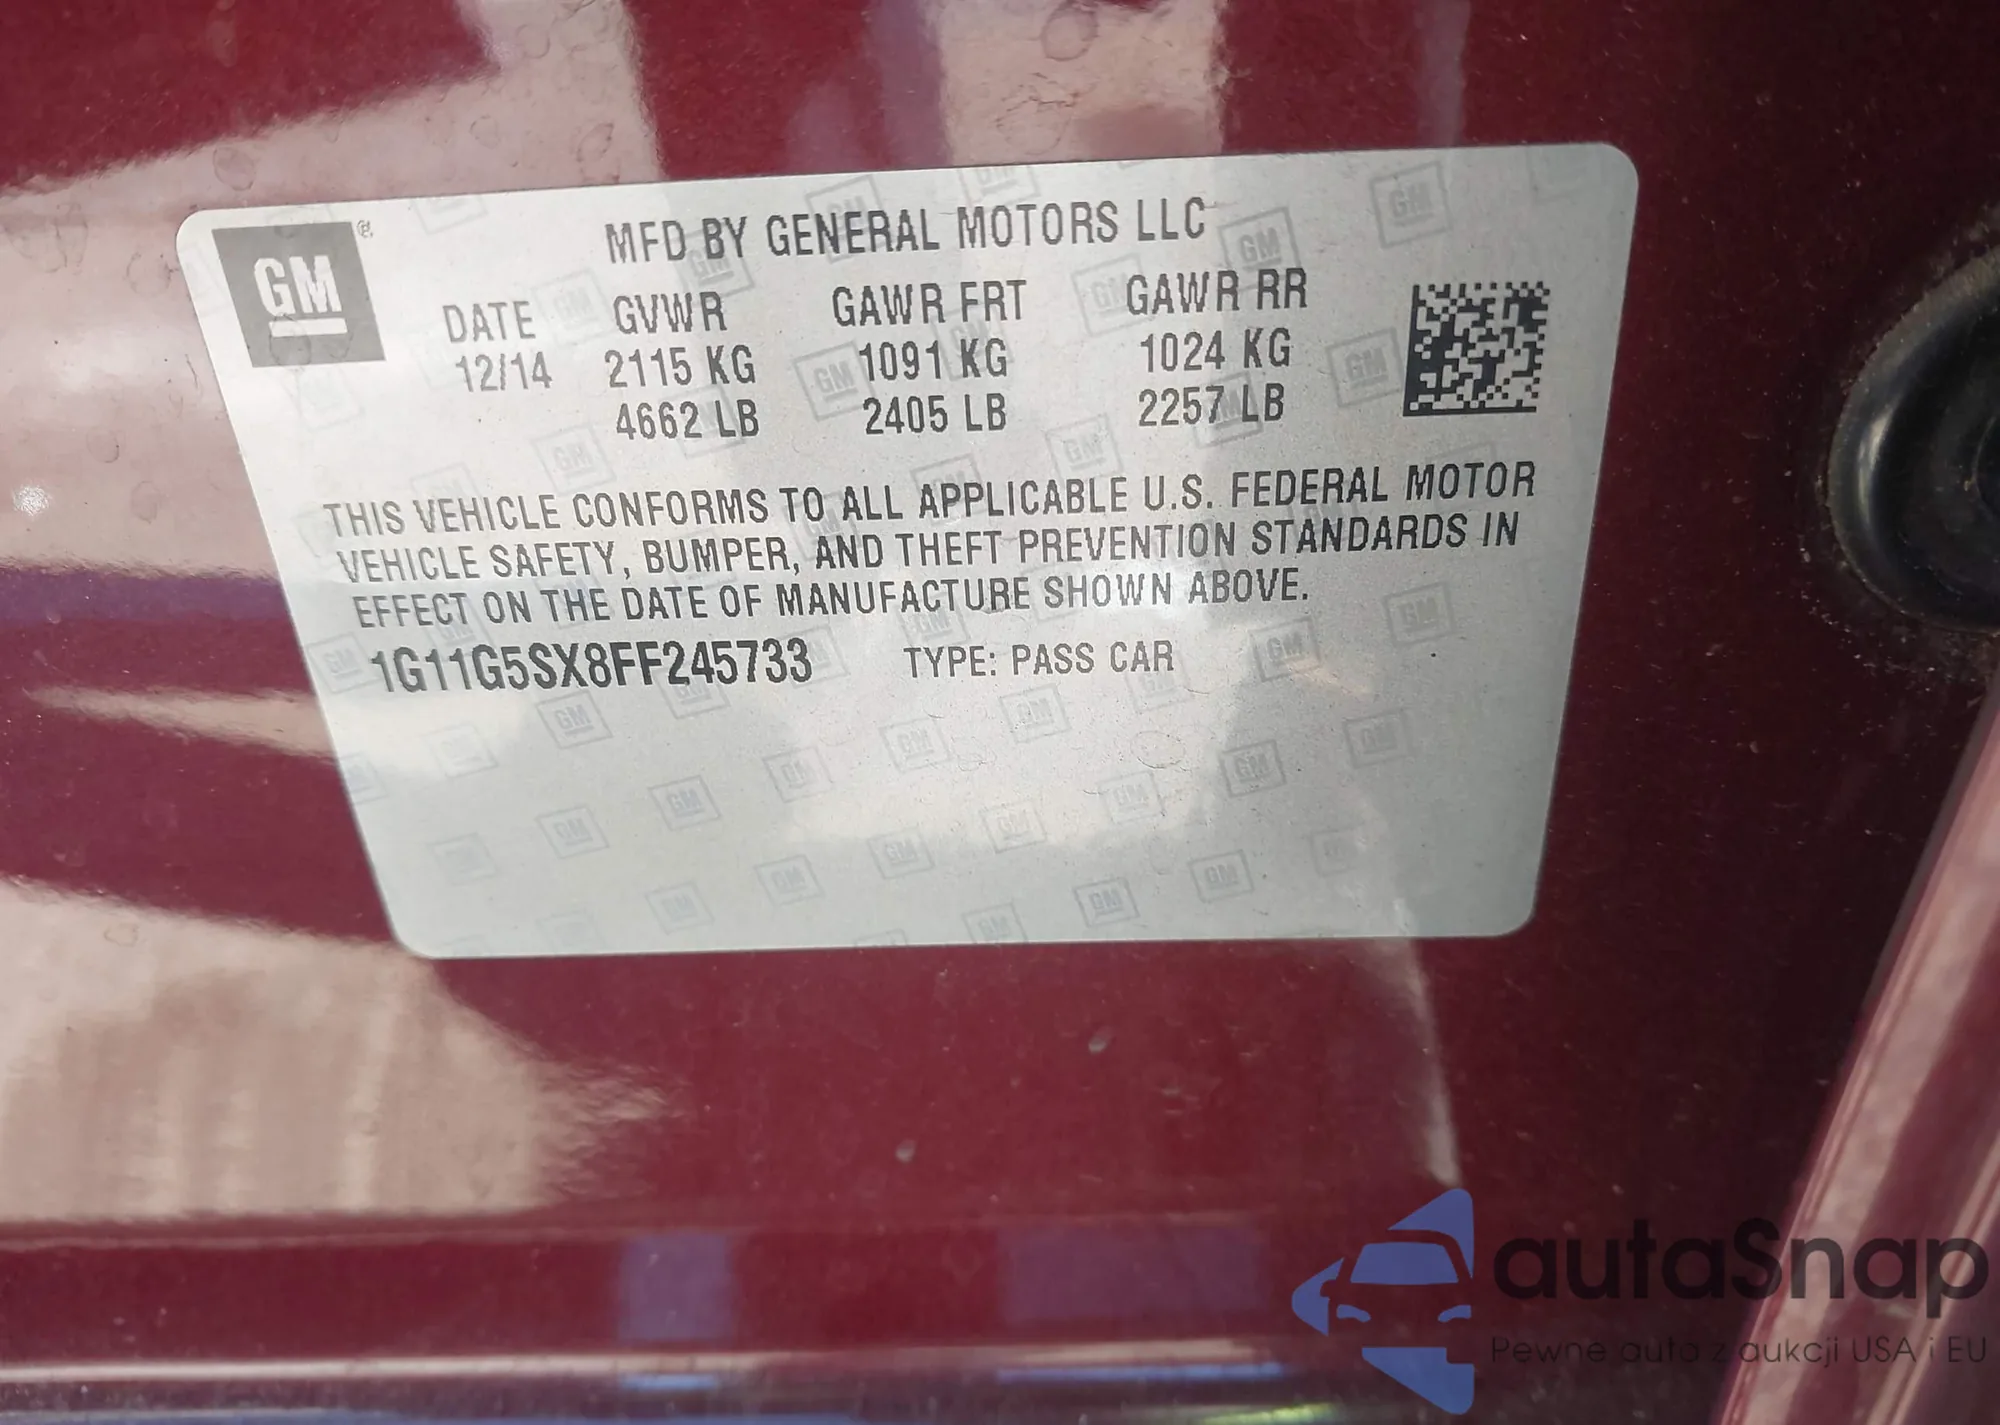 GM ®
MFD BY GENERAL MOTORS LLC
DATE GVWR GAWR FRT GAWR RR
12/14 2115 KG 1091 KG 1024 KG
4662 LB 2405 LB 2257 LB
THIS VEHICLE CONFORMS TO ALL APPLICABLE U.S. FEDERAL MOTOR
VEHICLE SAFETY, BUMPER, AND THEFT PREVENTION STANDARDS IN
EFFECT ON THE DATE OF MANUFACTURE SHOWN ABOVE.
1G11G5SX8FF245733 TYPE: PASS CAR
autaSnap
Pewne auta z aukcji USA i EU